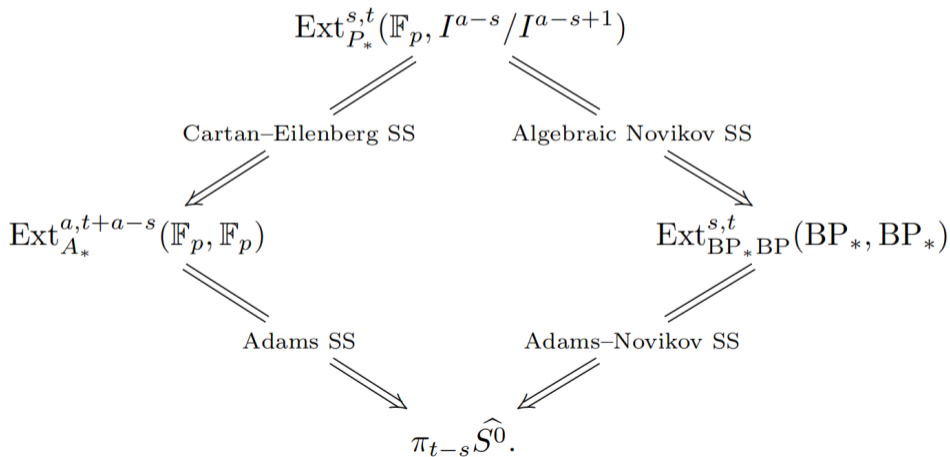 Ext^{s,t}_{P_*}(𝔽_p, I^{a−s}/I^{a−s+1})
Cartan–Eilenberg SS
Algebraic Novikov SS
Ext^{a,t+a−s}_{A_*}(𝔽_p, 𝔽_p)
Ext^{s,t}_{BP_*BP}(BP_*, BP_*)
Adams SS
Adams–Novikov SS
π_{t−s}\widehat{S^0}.